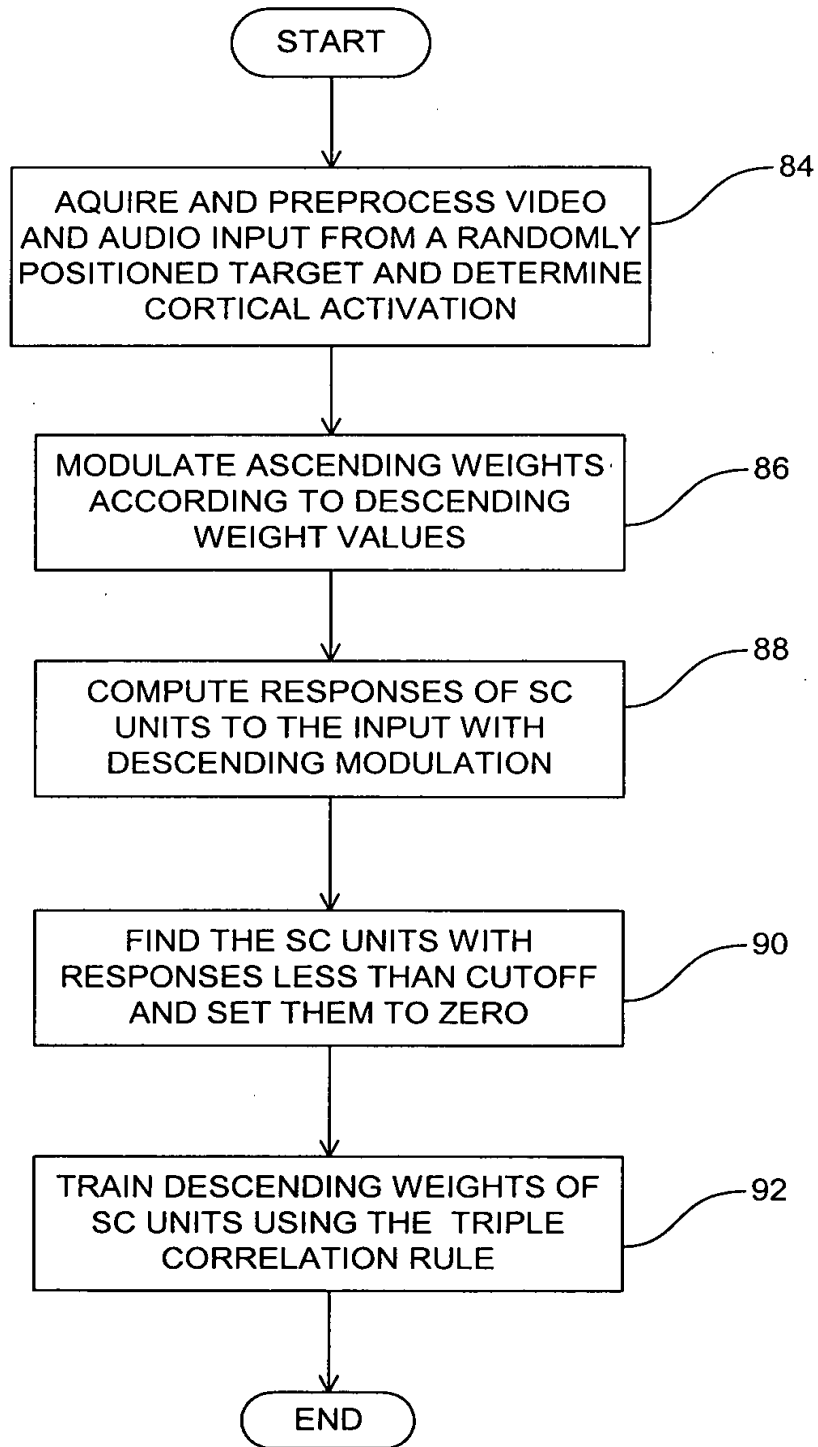 START
AQUIRE AND PREPROCESS VIDEO
AND AUDIO INPUT FROM A RANDOMLY
POSITIONED TARGET AND DETERMINE
CORTICAL ACTIVATION
84
MODULATE ASCENDING WEIGHTS
ACCORDING TO DESCENDING
WEIGHT VALUES
86
COMPUTE RESPONSES OF SC
UNITS TO THE INPUT WITH
DESCENDING MODULATION
88
FIND THE SC UNITS WITH
RESPONSES LESS THAN CUTOFF
AND SET THEM TO ZERO
90
TRAIN DESCENDING WEIGHTS OF
SC UNITS USING THE TRIPLE
CORRELATION RULE
92
END